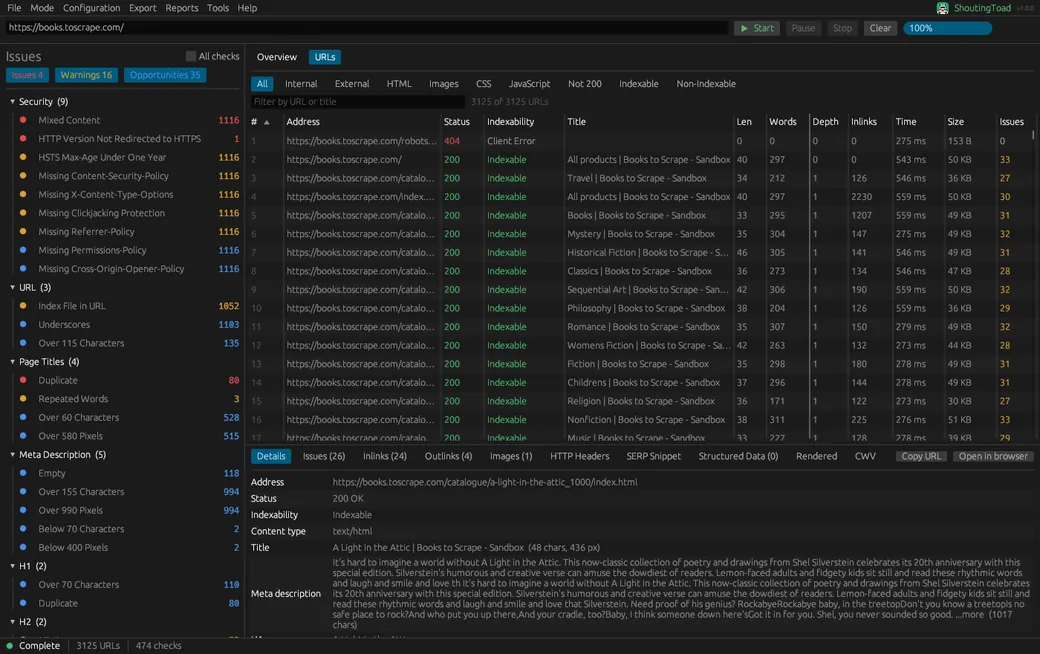 File Mode Configuration Export Reports Tools Help ShoutingToad v1.0.0
https://books.toscrape.com/ ▶ Start Pause Stop Clear 100%
Issues All checks
Issues 4 Warnings 16 Opportunities 35
▾ Security (9)
Mixed Content 1116
HTTP Version Not Redirected to HTTPS 1
HSTS Max-Age Under One Year 1116
Missing Content-Security-Policy 1116
Missing X-Content-Type-Options 1116
Missing Clickjacking Protection 1116
Missing Referrer-Policy 1116
Missing Permissions-Policy 1116
Missing Cross-Origin-Opener-Policy 1116
▾ URL (3)
Index File in URL 1052
Underscores 1103
Over 115 Characters 135
▾ Page Titles (4)
Duplicate 80
Repeated Words 3
Over 60 Characters 528
Over 580 Pixels 515
▾ Meta Description (5)
Empty 118
Over 155 Characters 994
Over 990 Pixels 994
Below 70 Characters 2
Below 400 Pixels 2
▾ H1 (2)
Over 70 Characters 110
Duplicate 80
▾ H2 (2)
Overview URLs
All Internal External HTML Images CSS JavaScript Not 200 Indexable Non-Indexable
Filter by URL or title 3125 of 3125 URLs
# ▲ Address Status Indexability Title Len Words Depth Inlinks Time Size Issues
1 https://books.toscrape.com/robots... 404 Client Error 0 0 0 0 275 ms 153 B 0
2 https://books.toscrape.com/ 200 Indexable All products | Books to Scrape - Sandbox 40 297 0 0 543 ms 50 KB 33
3 https://books.toscrape.com/catalo... 200 Indexable Travel | Books to Scrape - Sandbox 34 212 1 126 546 ms 36 KB 27
4 https://books.toscrape.com/index.... 200 Indexable All products | Books to Scrape - Sandbox 40 297 1 2230 559 ms 50 KB 30
5 https://books.toscrape.com/catalo... 200 Indexable Books | Books to Scrape - Sandbox 33 295 1 1207 559 ms 49 KB 31
6 https://books.toscrape.com/catalo... 200 Indexable Mystery | Books to Scrape - Sandbox 35 304 1 147 275 ms 49 KB 32
7 https://books.toscrape.com/catalo... 200 Indexable Historical Fiction | Books to Scrape - S... 46 305 1 141 546 ms 49 KB 31
8 https://books.toscrape.com/catalo... 200 Indexable Classics | Books to Scrape - Sandbox 36 273 1 134 546 ms 47 KB 28
9 https://books.toscrape.com/catalo... 200 Indexable Sequential Art | Books to Scrape - Sandbox 42 306 1 190 559 ms 50 KB 32
10 https://books.toscrape.com/catalo... 200 Indexable Philosophy | Books to Scrape - Sandbox 38 204 1 126 559 ms 36 KB 29
11 https://books.toscrape.com/catalo... 200 Indexable Romance | Books to Scrape - Sandbox 35 307 1 150 279 ms 49 KB 32
12 https://books.toscrape.com/catalo... 200 Indexable Womens Fiction | Books to Scrape - Sa... 42 263 1 132 273 ms 44 KB 28
13 https://books.toscrape.com/catalo... 200 Indexable Fiction | Books to Scrape - Sandbox 35 298 1 180 278 ms 49 KB 31
14 https://books.toscrape.com/catalo... 200 Indexable Childrens | Books to Scrape - Sandbox 37 296 1 144 278 ms 49 KB 31
15 https://books.toscrape.com/catalo... 200 Indexable Religion | Books to Scrape - Sandbox 36 171 1 122 273 ms 30 KB 27
16 https://books.toscrape.com/catalo... 200 Indexable Nonfiction | Books to Scrape - Sandbox 38 311 1 225 276 ms 51 KB 33
17 https://books.toscrape.com/catalo... 200 Indexable Music | Books to Scrape - Sandbox 33 227 1 128 278 ms 39 KB 29
Details Issues (26) Inlinks (24) Outlinks (4) Images (1) HTTP Headers SERP Snippet Structured Data (0) Rendered CWV Copy URL Open in browser
Address https://books.toscrape.com/catalogue/a-light-in-the-attic_1000/index.html
Status 200 OK
Indexability Indexable
Content type text/html
Title A Light in the Attic | Books to Scrape - Sandbox (48 chars, 436 px)
Meta description
It's hard to imagine a world without A Light in the Attic. This now-classic collection of poetry and drawings from Shel Silverstein celebrates its 20th anniversary with this
special edition. Silverstein's humorous and creative verse can amuse the dowdiest of readers. Lemon-faced adults and fidgety kids sit still and read these rhythmic words
and laugh and smile and love th It's hard to imagine a world without A Light in the Attic. This now-classic collection of poetry and drawings from Shel Silverstein celebrates
its 20th anniversary with this special edition. Silverstein's humorous and creative verse can amuse the dowdiest of readers. Lemon-faced adults and fidgety kids sit still and
read these rhythmic words and laugh and smile and love that Silverstein. Need proof of his genius? RockabyeRockabye baby, in the treetopDon't you know a treetopIs no
safe place to rock?And who put you up there,And your cradle, too?Baby, I think someone down here'sGot it in for you. Shel, you never sounded so good. ...more (1017
chars)
Complete 3125 URLs 474 checks